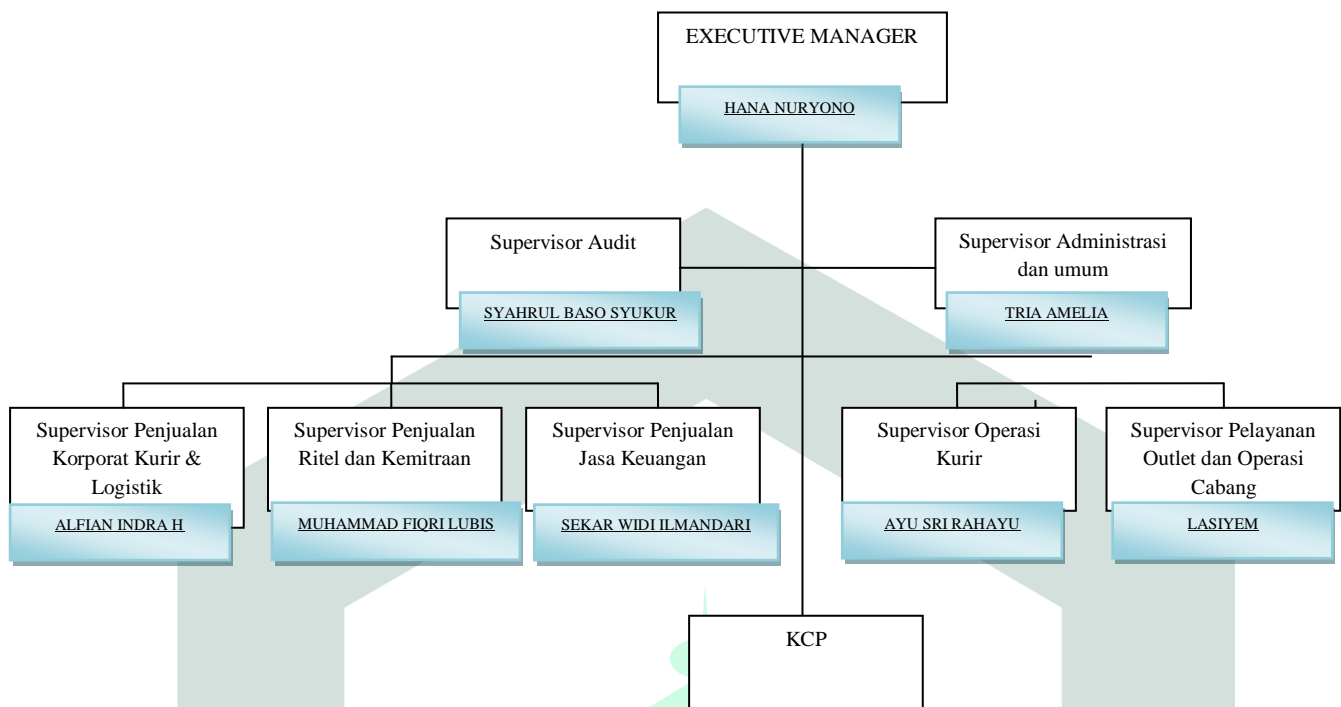 EXECUTIVE MANAGER
HANA NURYONO
Supervisor Audit
SYAHRUL BASO SYUKUR
Supervisor Administrasi
dan umum
TRIA AMELIA
Supervisor Penjualan
Korporat Kurir &
Logistik
ALFIAN INDRA H
Supervisor Penjualan
Ritel dan Kemitraan
MUHAMMAD FIQRI LUBIS
Supervisor Penjualan
Jasa Keuangan
SEKAR WIDI ILMANDARI
Supervisor Operasi
Kurir
AYU SRI RAHAYU
Supervisor Pelayanan
Outlet dan Operasi
Cabang
LASIYEM
KCP